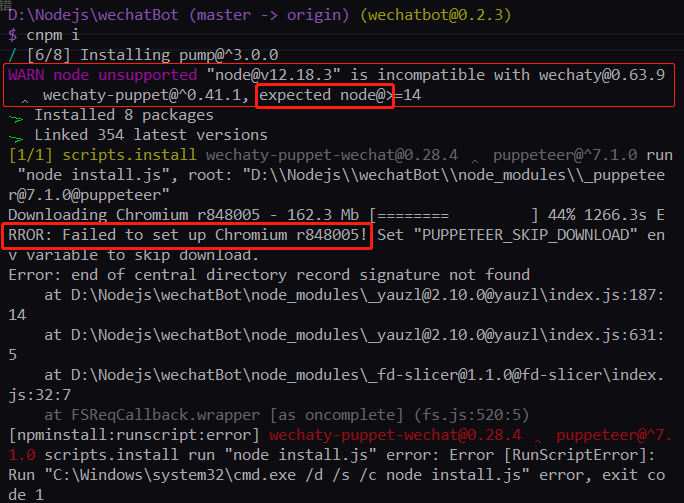 错
D:\Nodejs\wechatBot (master -> origin) (wechatbot@0.2.3)
$ cnpm i
/ [6/8] Installing pump@^3.0.0
WARN node unsupported "node@v12.18.3" is incompatible with wechaty@0.63.9
 ^ wechaty-puppet@^0.41.1, expected node@>=14
Installed 8 packages
Linked 354 latest versions
[1/1] scripts.install wechaty-puppet-wechat@0.28.4 ^ puppeteer@^7.1.0 run
"node install.js", root: "D:\\Nodejs\\wechatBot\\node_modules\\_puppetee
r@7.1.0@puppeteer"
Downloading Chromium r848005 - 162.3 Mb [======== ] 44% 1266.3s E
RROR: Failed to set up Chromium r848005! Set "PUPPETEER_SKIP_DOWNLOAD" en
v variable to skip download.
Error: end of central directory record signature not found
at D:\Nodejs\wechatBot\node_modules\_yauzl@2.10.0@yauzl\index.js:187:
14
at D:\Nodejs\wechatBot\node_modules\_yauzl@2.10.0@yauzl\index.js:631:
5
at D:\Nodejs\wechatBot\node_modules\_fd-slicer@1.1.0@fd-slicer\index.
js:32:7
at FSReqCallback.wrapper [as oncomplete] (fs.js:520:5)
[npminstall:runscript:error] wechaty-puppet-wechat@0.28.4 ^ puppeteer@^7.
1.0 scripts.install run "node install.js" error: Error [RunScriptError]:
Run "C:\Windows\system32\cmd.exe /d /s /c node install.js" error, exit co
de 1